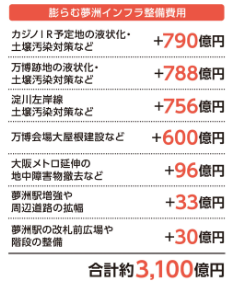 膨らむ夢洲インフラ整備費用
カジノIR予定地の液状化・
土壌汚染対策など
+790億円
万博跡地の液状化・
土壌汚染対策など
+788億円
淀川左岸線
土壌汚染対策など
+756億円
万博会場大屋根建設など
+600億円
大阪メトロ延伸の
地中障害物撤去など
+96億円
夢洲駅増強や
周辺道路の拡幅
+33億円
夢洲駅の改札前広場や
階段の整備
+30億円
合計約3,100億円